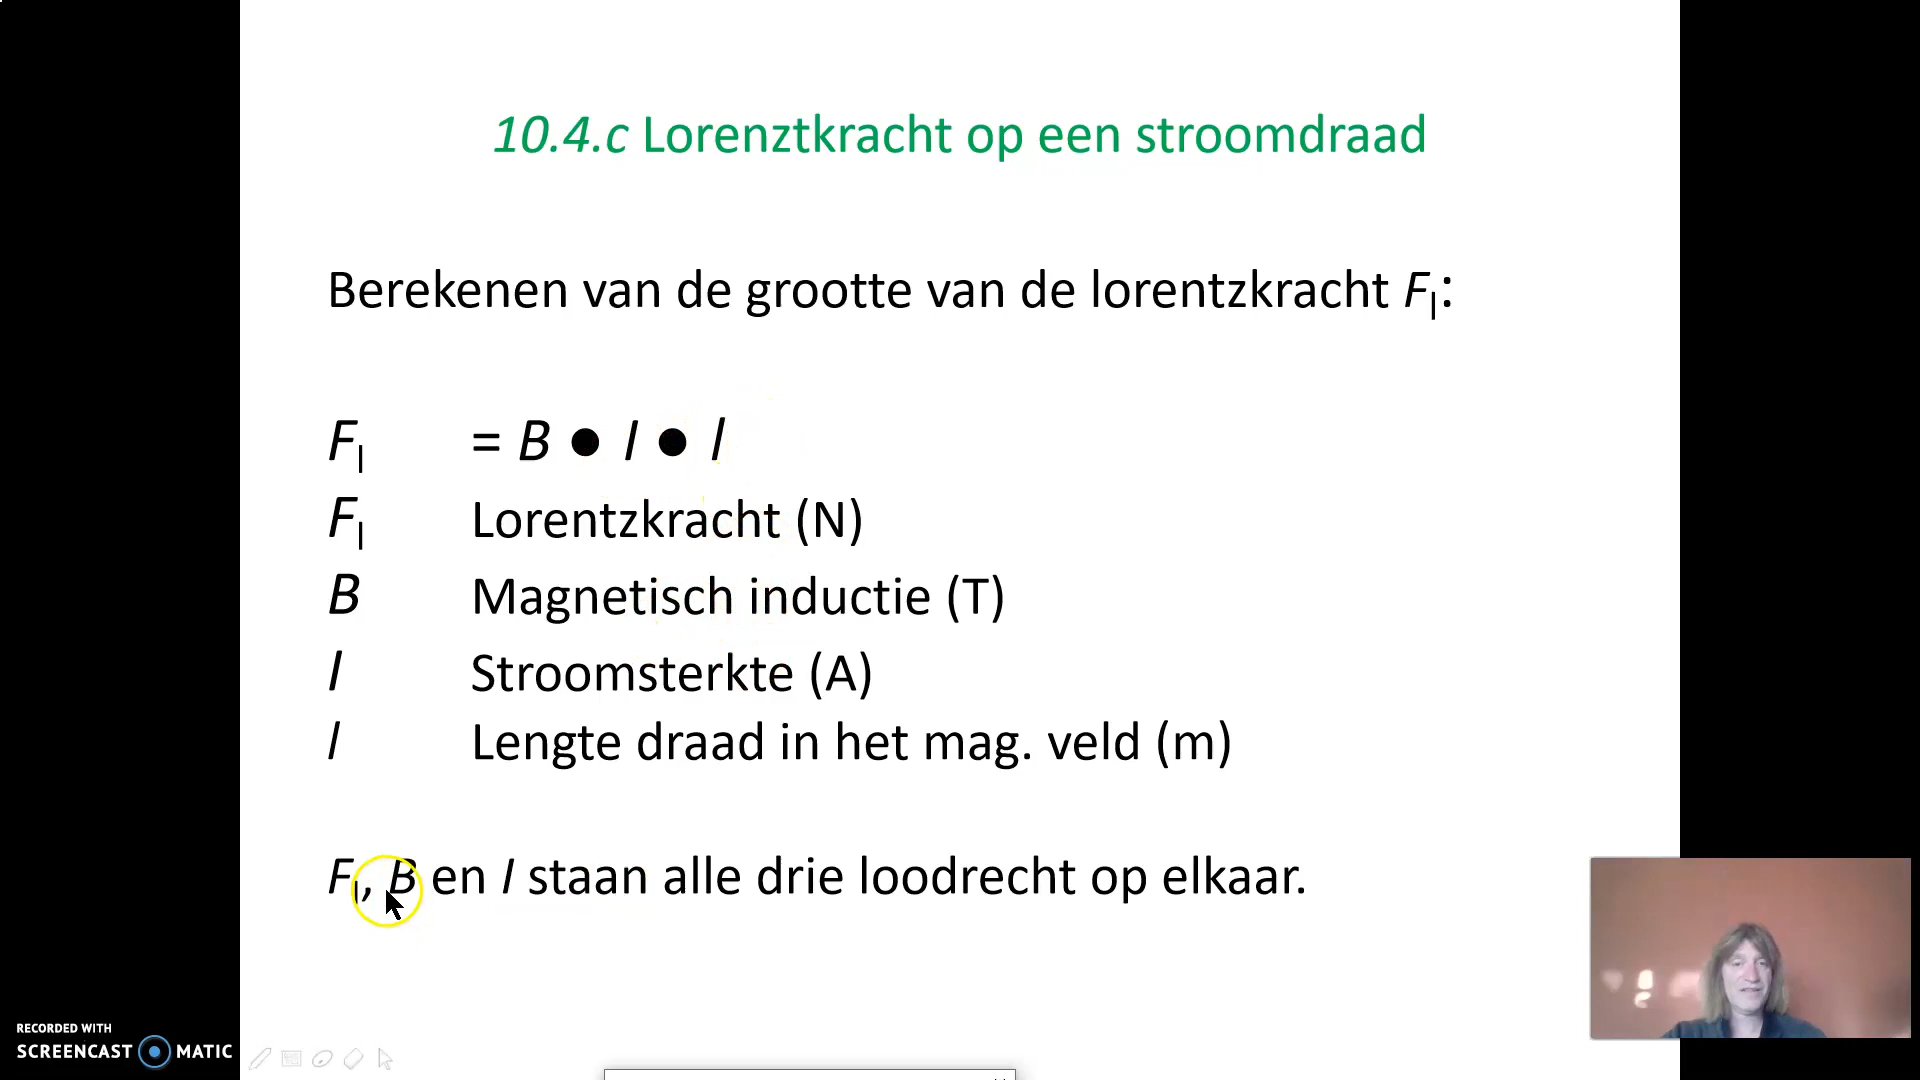 10.4.c Lorenztkracht op een stroomdraad
Berekenen van de grootte van de lorentzkracht Fl:
Fl = B ● I ● l
Fl Lorentzkracht (N)
B Magnetisch inductie (T)
I Stroomsterkte (A)
l Lengte draad in het mag. veld (m)
Fl, B en I staan alle drie loodrecht op elkaar.
RECORDED WITH
SCREENCAST MATIC